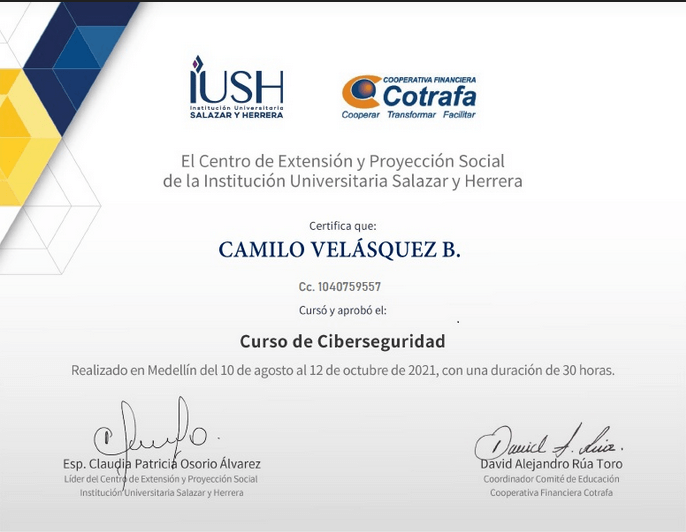 IUSH
Institución Universitaria
SALAZAR Y HERRERA
COOPERATIVA FINANCIERA
Cotrafa
Cooperar Transformar Facilitar
El Centro de Extensión y Proyección Social
de la Institución Universitaria Salazar y Herrera
Certifica que:
CAMILO VELÁSQUEZ B.
Cc. 1040759557
Cursó y aprobó el:
Curso de Ciberseguridad
Realizado en Medellín del 10 de agosto al 12 de octubre de 2021, con una duración de 30 horas.
Esp. Claudia Patricia Osorio Álvarez
Líder del Centro de Extensión y Proyección Social
Institución Universitaria Salazar y Herrera
David Alejandro Rúa Toro
Coordinador Comité de Educación
Cooperativa Financiera Cotrafa